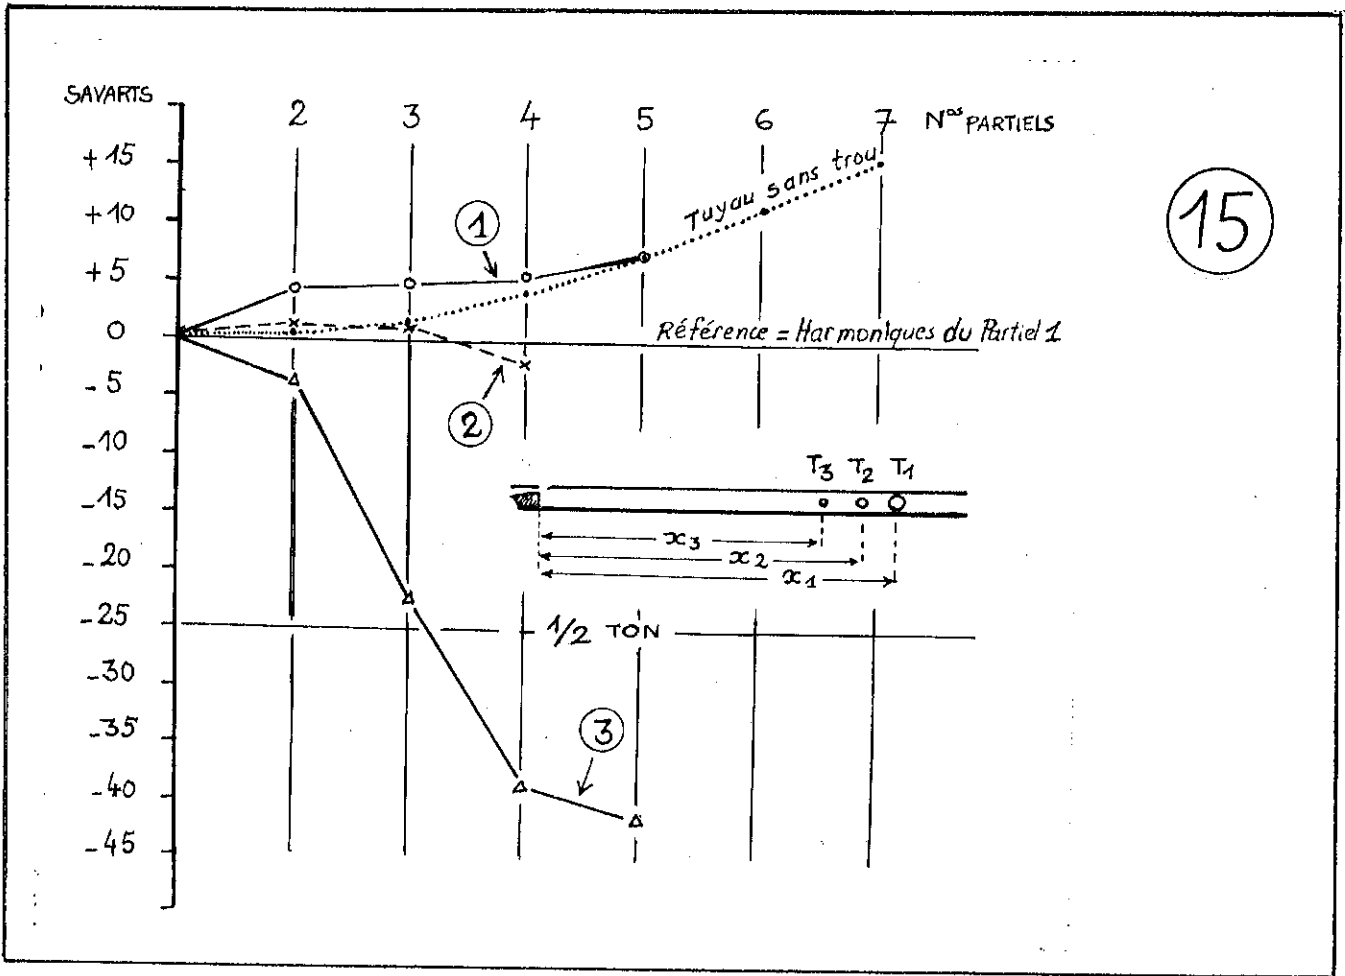 SAVARTS
2 3 4 5 6 7 Nos PARTIELS
+15
+10
+5
0
-5
-10
-15
-20
-25
-30
-35
-40
-45
15
Tuyau sans trou
1
Référence = Harmoniques du Partiel 1
2
T3 T2 T1
x3
x2
x1
1/2 TON
3